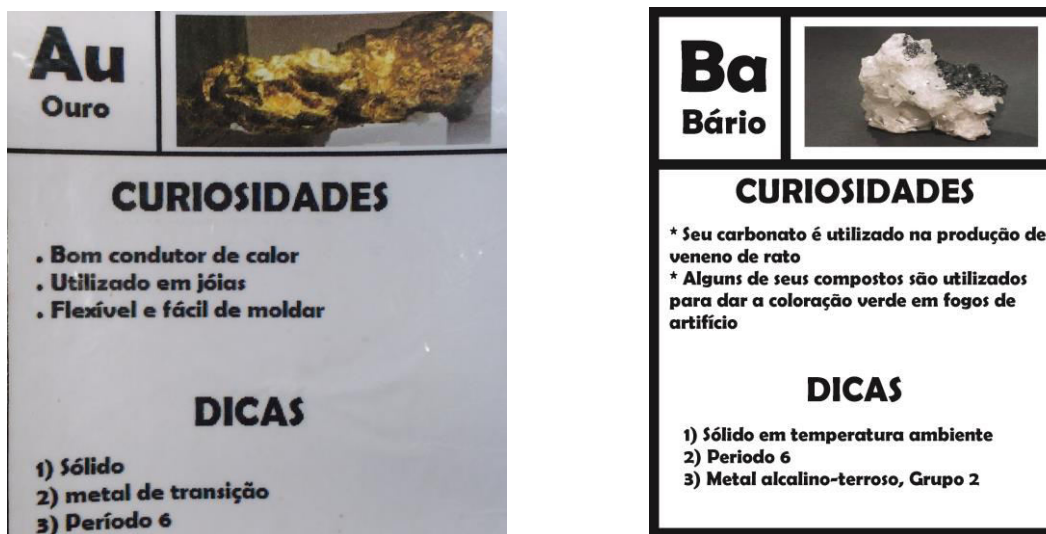 Au
Ouro
CURIOSIDADES
. Bom condutor de calor
. Utilizado em jóias
. Flexível e fácil de moldar
DICAS
1) Sólido
2) metal de transição
3) Período 6
Ba
Bário
CURIOSIDADES
* Seu carbonato é utilizado na produção de
veneno de rato
* Alguns de seus compostos são utilizados
para dar a coloração verde em fogos de
artifício
DICAS
1) Sólido em temperatura ambiente
2) Periodo 6
3) Metal alcalino-terroso, Grupo 2